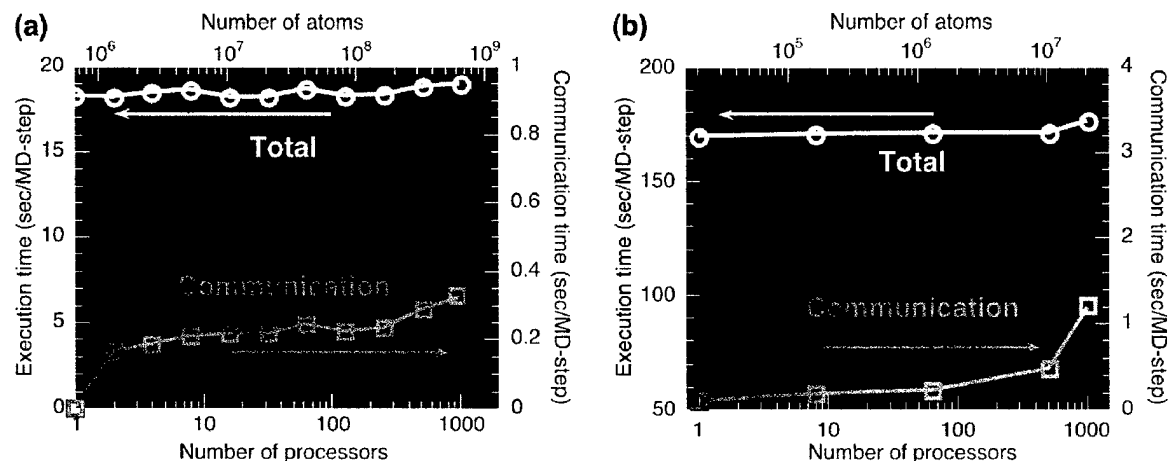 (a)
Number of atoms
10^6 10^7 10^8 10^9
20
15
10
5
0
Execution time (sec/MD-step)
1
0.8
0.6
0.4
0.2
0
Communication time (sec/MD-step)
Total
Communication
1 10 100 1000
Number of processors
(b)
Number of atoms
10^5 10^6 10^7
200
150
100
50
Execution time (sec/MD-step)
4
3
2
1
0
Communication time (sec/MD-step)
Total
Communication
1 10 100 1000
Number of processors